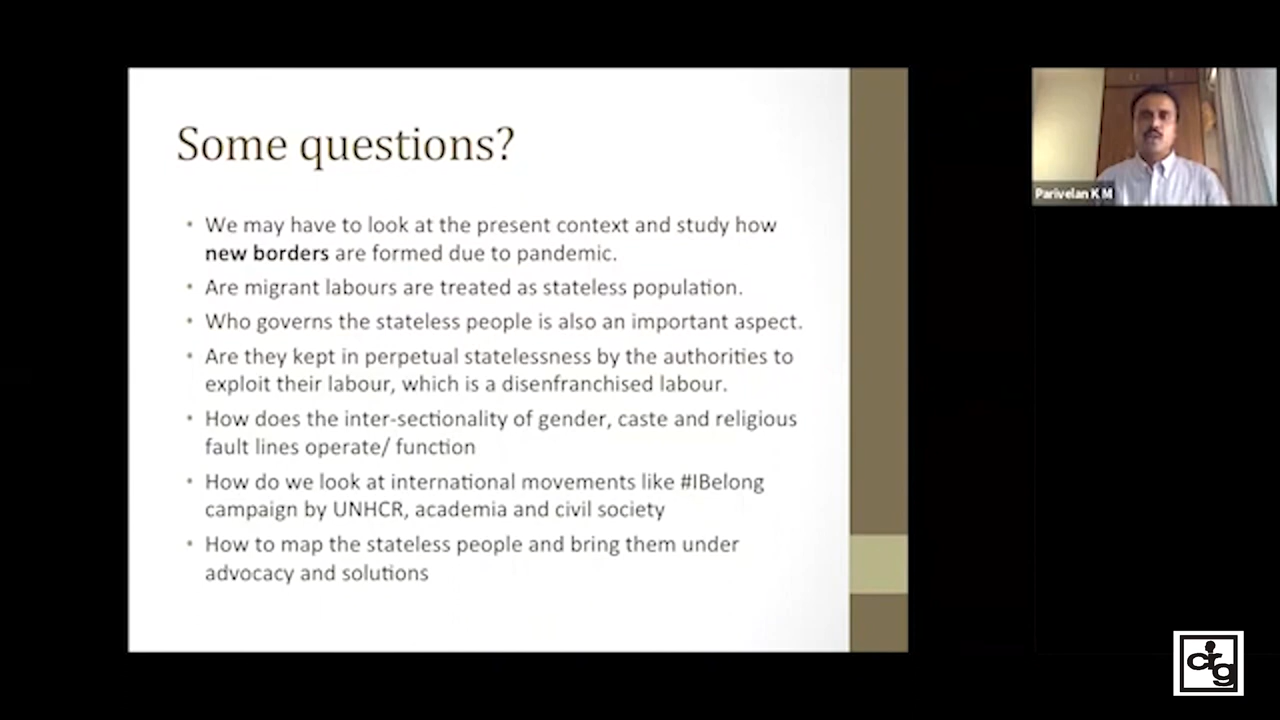 Some questions?
• We may have to look at the present context and study how
new borders are formed due to pandemic.
• Are migrant labours are treated as stateless population.
• Who governs the stateless people is also an important aspect.
• Are they kept in perpetual statelessness by the authorities to
exploit their labour, which is a disenfranchised labour.
• How does the inter-sectionality of gender, caste and religious
fault lines operate/ function
• How do we look at international movements like #IBelong
campaign by UNHCR, academia and civil society
• How to map the stateless people and bring them under
advocacy and solutions
Parivelan K M
crg